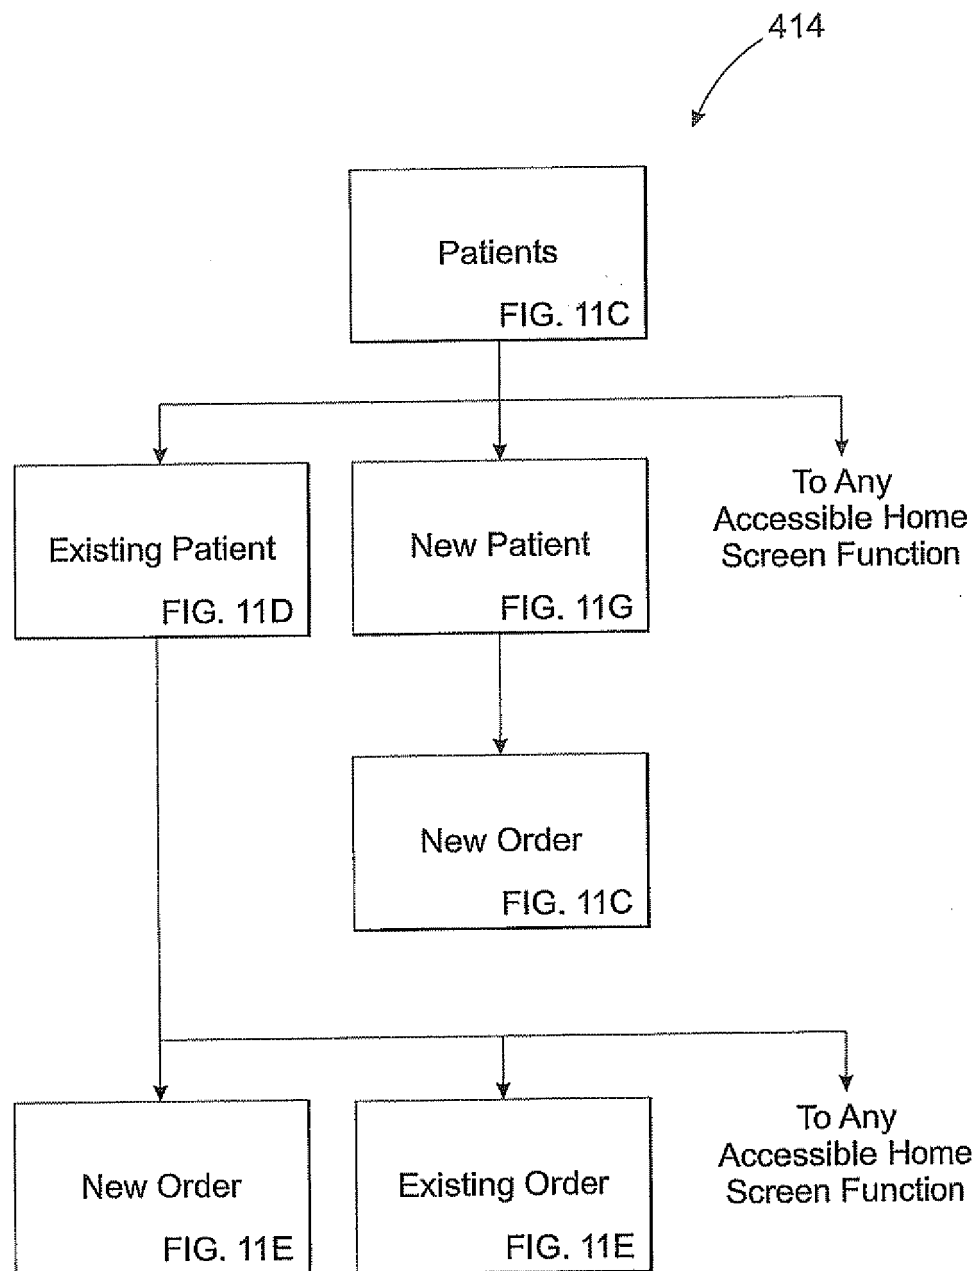 414
Patients
FIG. 11C
Existing Patient
FIG. 11D
New Patient
FIG. 11G
To Any
Accessible Home
Screen Function
New Order
FIG. 11C
New Order
FIG. 11E
Existing Order
FIG. 11E
To Any
Accessible Home
Screen Function